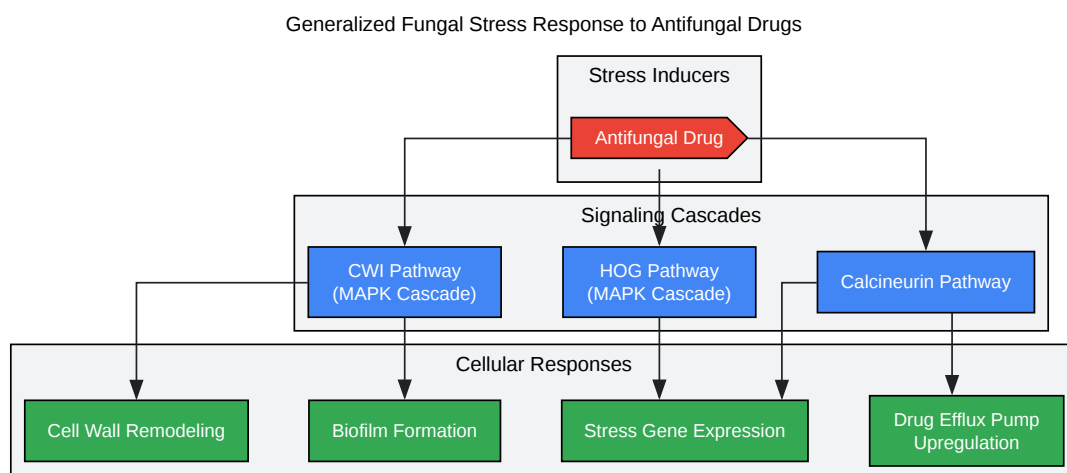 Generalized Fungal Stress Response to Antifungal Drugs
Stress Inducers
Antifungal Drug
Signaling Cascades
CWI Pathway
(MAPK Cascade)
HOG Pathway
(MAPK Cascade)
Calcineurin Pathway
Cellular Responses
Cell Wall Remodeling
Biofilm Formation
Stress Gene Expression
Drug Efflux Pump
Upregulation